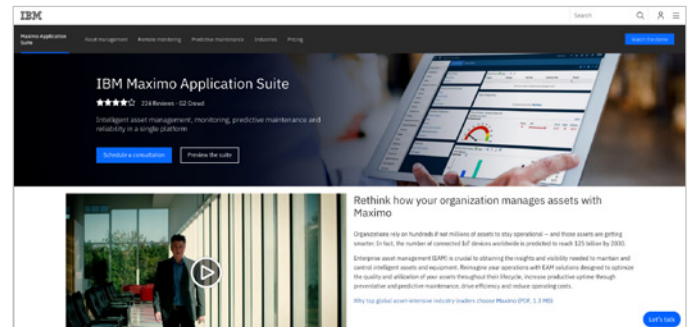 IBM
Search
Maximo Application
Suite
Asset management Remote monitoring Predictive maintenance Industries Pricing
Watch the demo
IBM Maximo Application Suite
224 Reviews - G2 Crowd
Intelligent asset management, monitoring, predictive maintenance and
reliability in a single platform
Schedule a consultation Preview the suite
Rethink how your organization manages assets with
Maximo
Organizations rely on hundreds if not millions of assets to stay operational — and those assets are getting
smarter. In fact, the number of connected IoT devices worldwide is predicted to reach $25 billion by 2030.
Enterprise asset management (EAM) is crucial to obtaining the insights and visibility needed to maintain and
control intelligent assets and equipment. Reimagine your operations with EAM solutions designed to optimize
the quality and utilization of your assets throughout their lifecycle, increase productive uptime through
preventative and predictive maintenance, drive efficiency and reduce operating costs.
Why top global asset-intensive industry leaders choose Maximo (PDF, 1.3 MB)
Let's talk